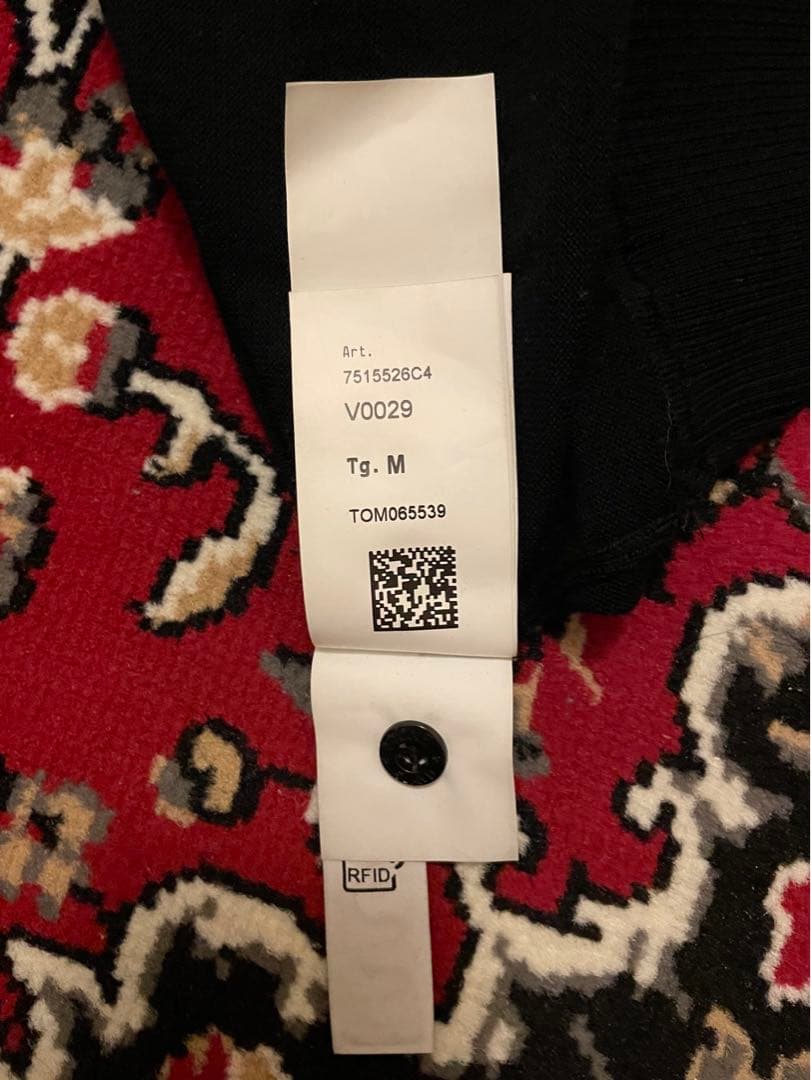 Art.
7515526C4
V0029
Tg. M
TOM065539
RFID